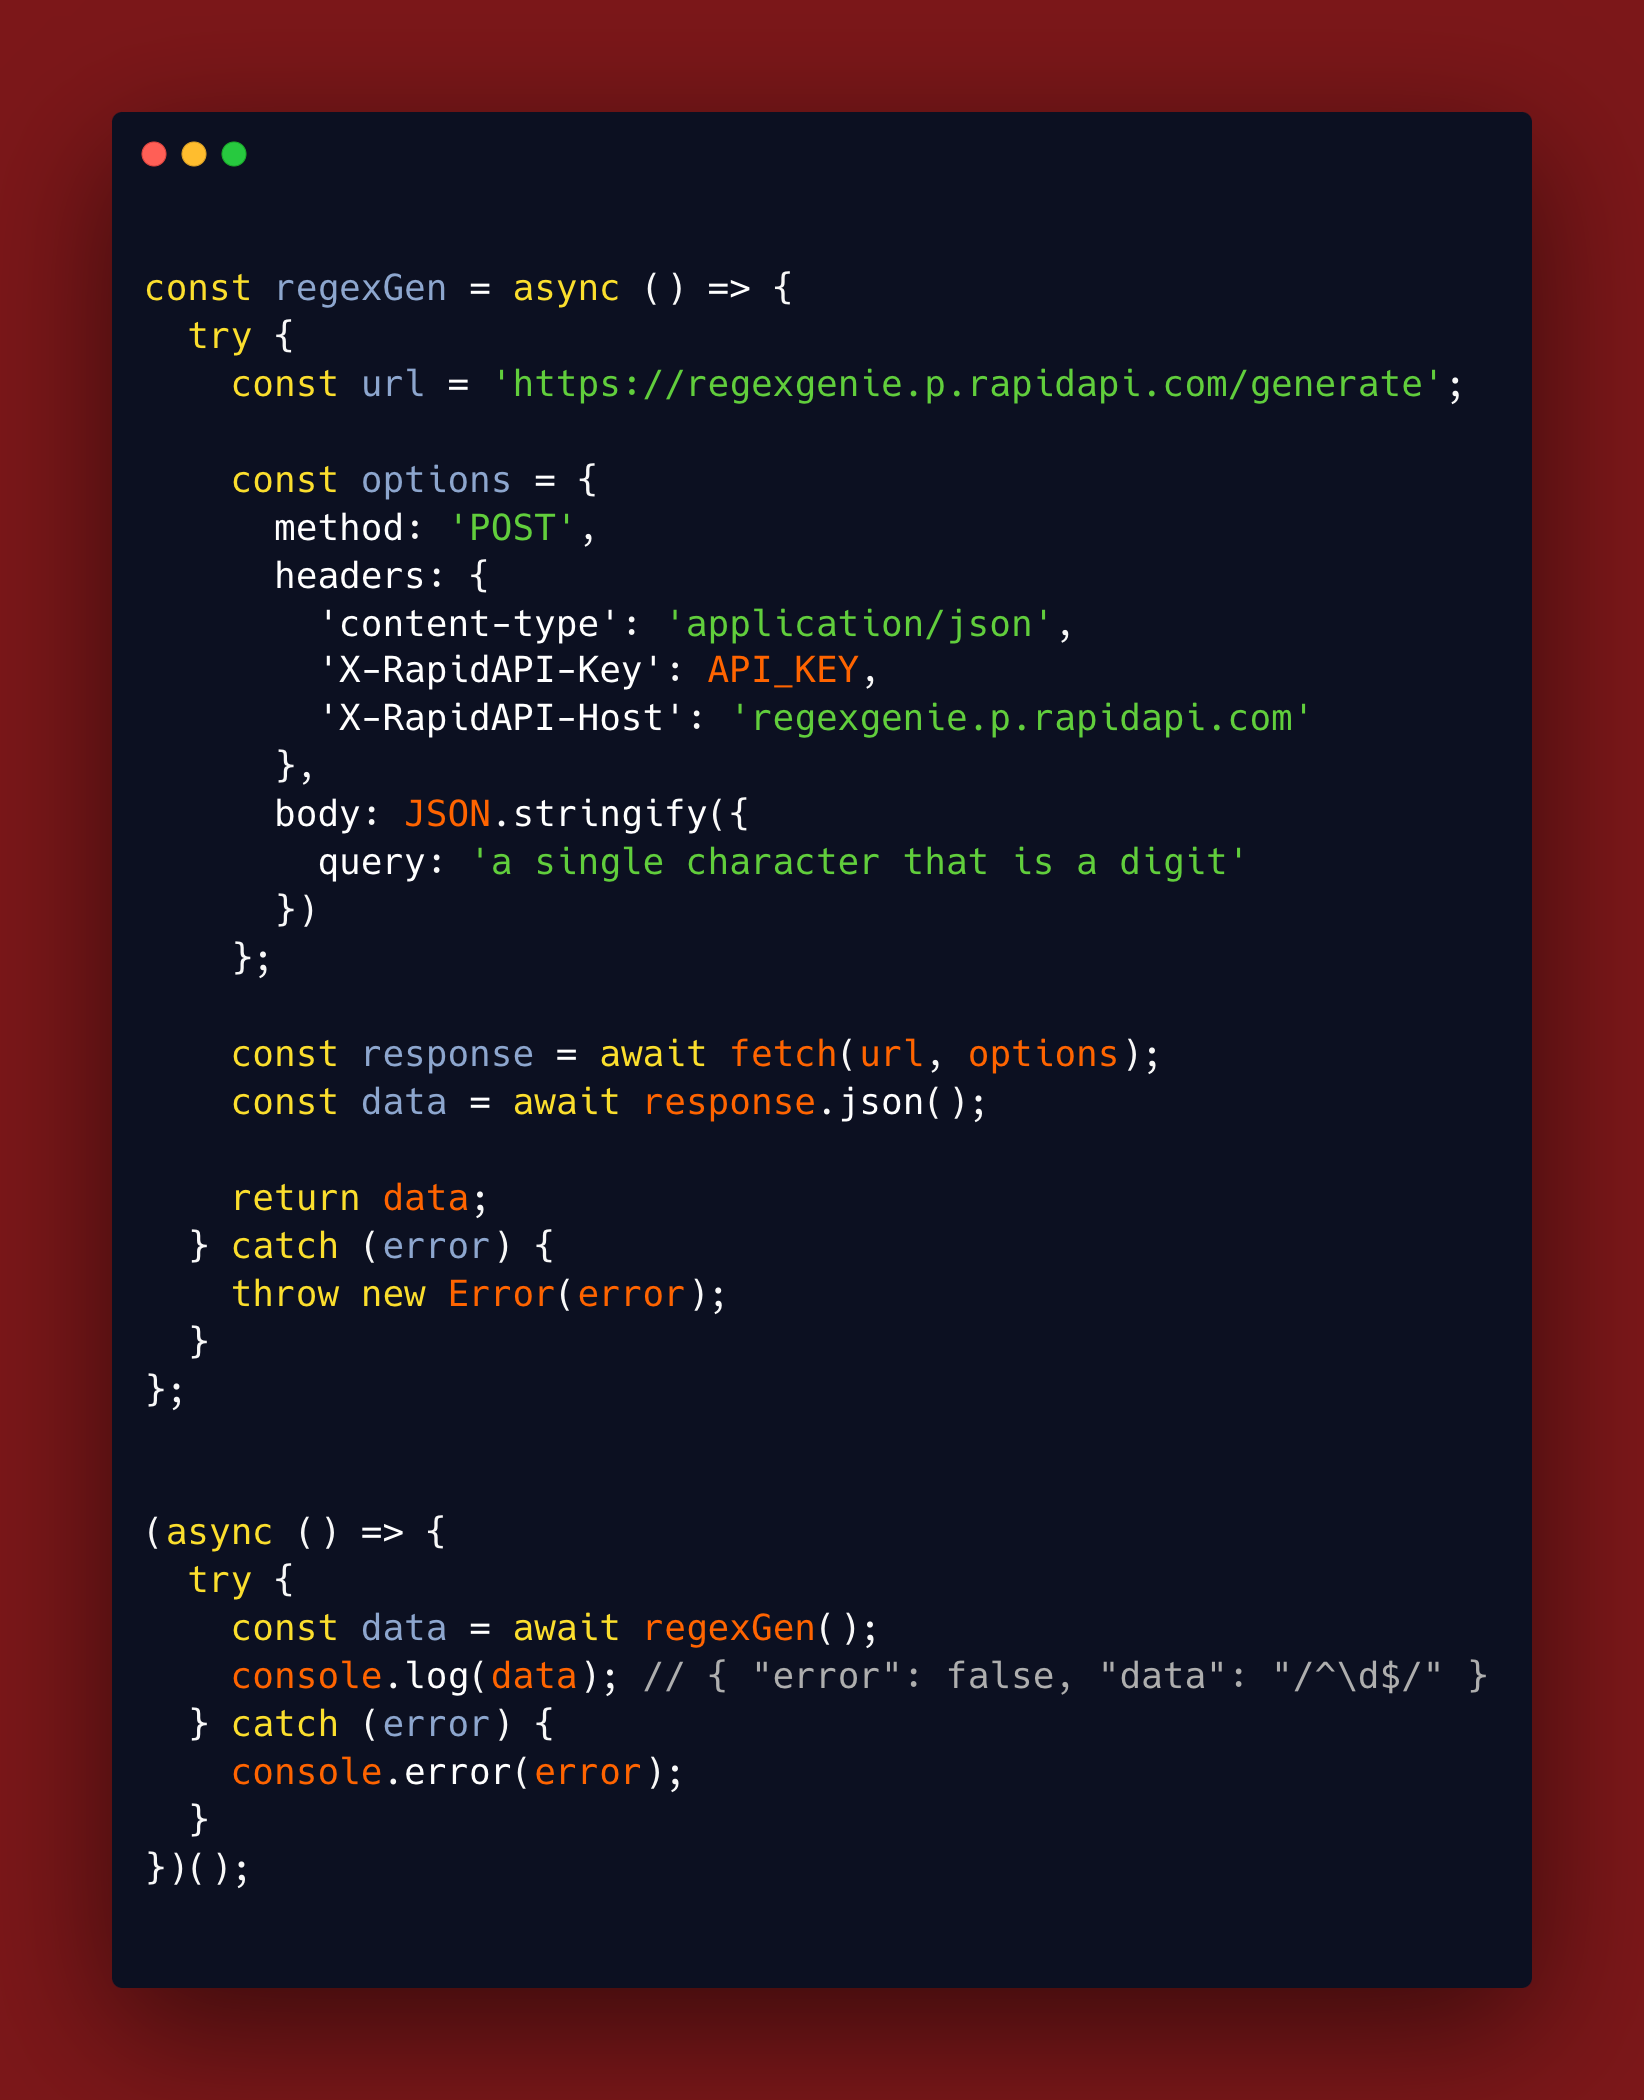 const regexGen = async () => {
  try {
    const url = 'https://regexgenie.p.rapidapi.com/generate';

    const options = {
      method: 'POST',
      headers: {
        'content-type': 'application/json',
        'X-RapidAPI-Key': API_KEY,
        'X-RapidAPI-Host': 'regexgenie.p.rapidapi.com'
      },
      body: JSON.stringify({
        query: 'a single character that is a digit'
      })
    };

    const response = await fetch(url, options);
    const data = await response.json();

    return data;
  } catch (error) {
    throw new Error(error);
  }
};


(async () => {
  try {
    const data = await regexGen();
    console.log(data); // { "error": false, "data": "/^\d$/" }
  } catch (error) {
    console.error(error);
  }
})();